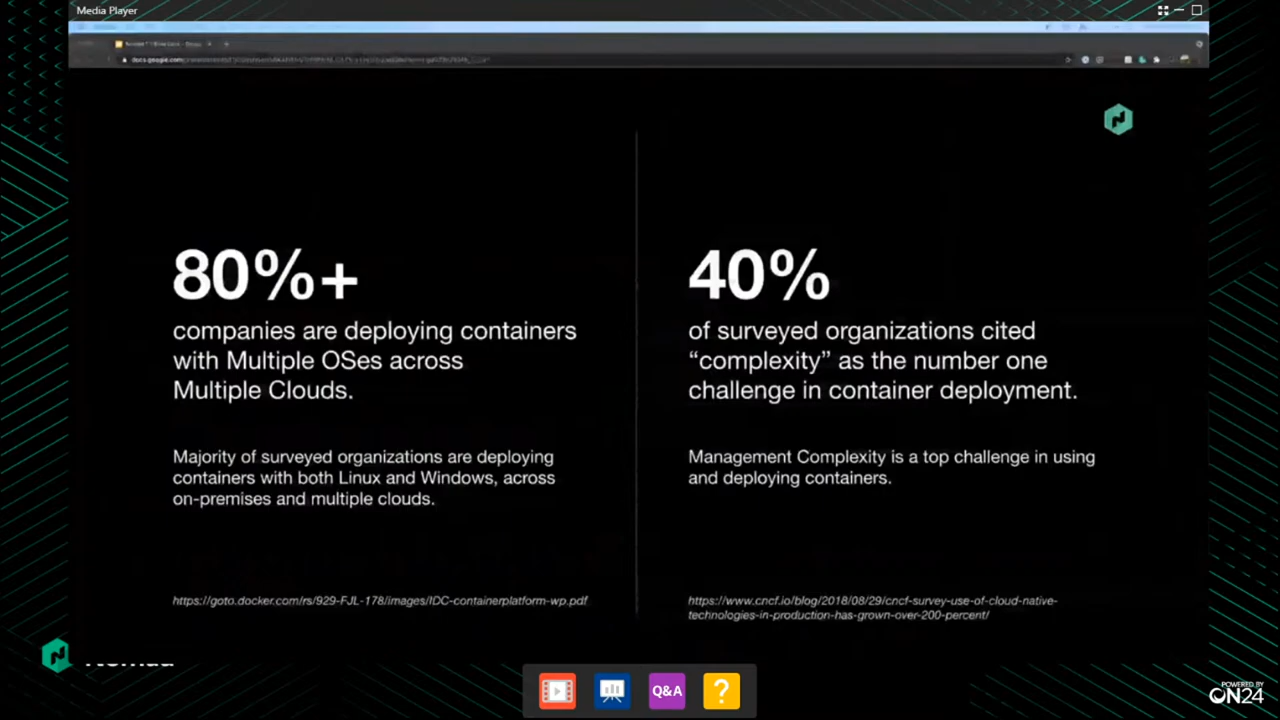 Media Player
80%+
companies are deploying containers
with Multiple OSes across
Multiple Clouds.
Majority of surveyed organizations are deploying
containers with both Linux and Windows, across
on-premises and multiple clouds.
https://goto.docker.com/rs/929-FJL-178/images/IDC-containerplatform-wp.pdf
40%
of surveyed organizations cited
“complexity” as the number one
challenge in container deployment.
Management Complexity is a top challenge in using
and deploying containers.
https://www.cncf.io/blog/2018/08/29/cncf-survey-use-of-cloud-native-
technologies-in-production-has-grown-over-200-percent/
Nomad
Q&A
?
POWERED BY
ON24